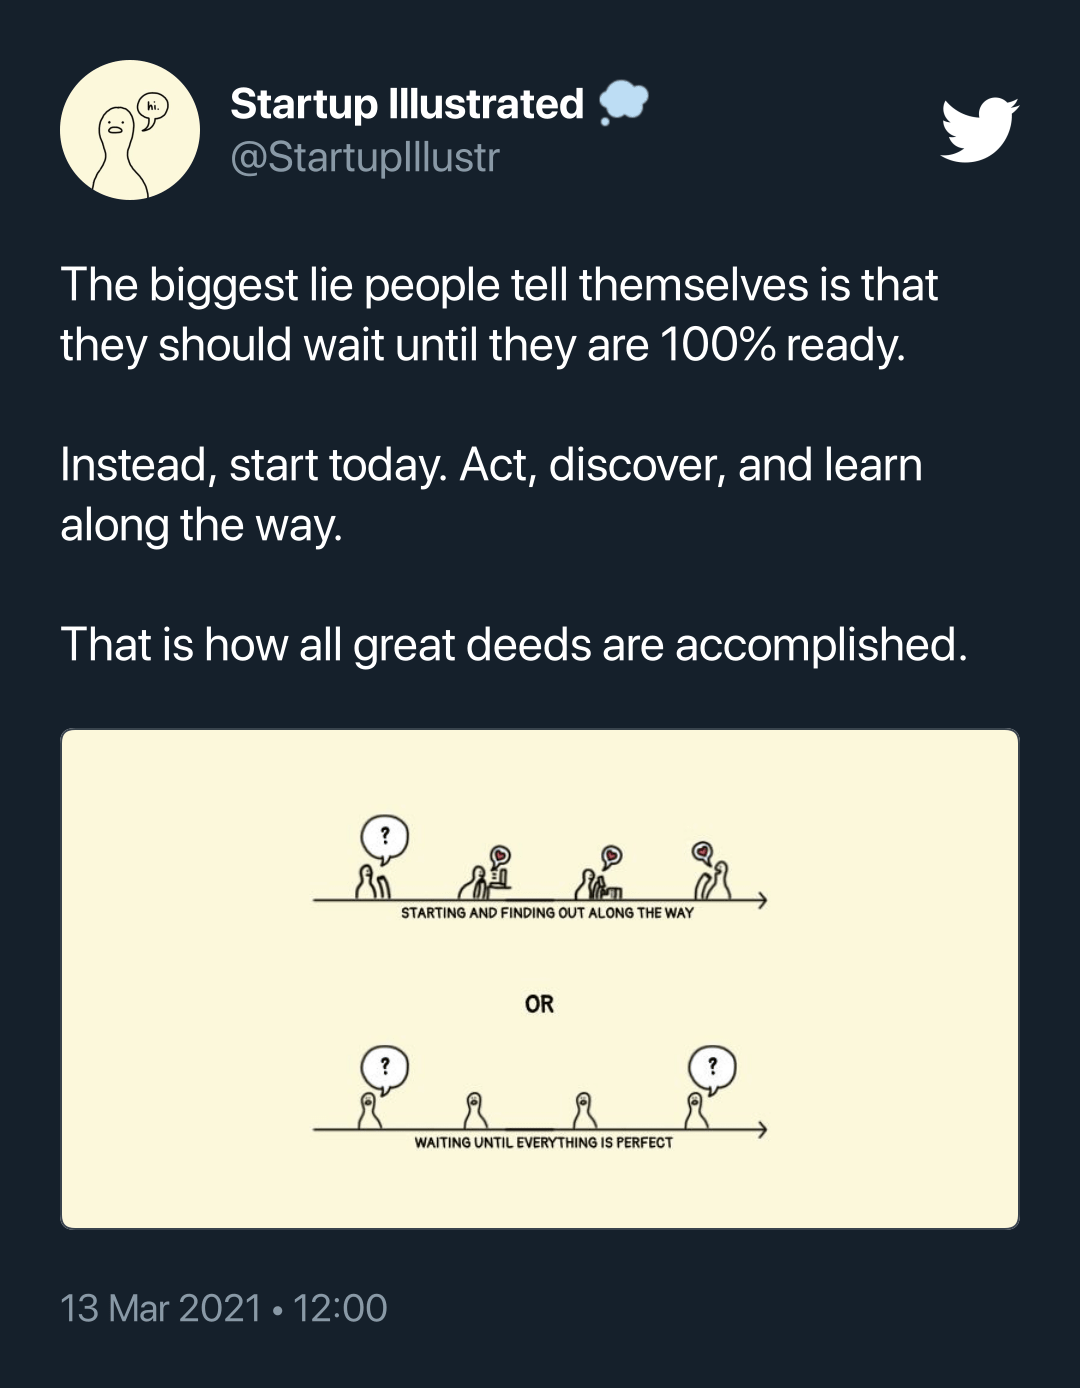 hi.
Startup Illustrated
@StartupIllustr
The biggest lie people tell themselves is that
they should wait until they are 100% ready.
Instead, start today. Act, discover, and learn
along the way.
That is how all great deeds are accomplished.
?
STARTING AND FINDING OUT ALONG THE WAY
OR
? ?
WAITING UNTIL EVERYTHING IS PERFECT
13 Mar 2021 • 12:00